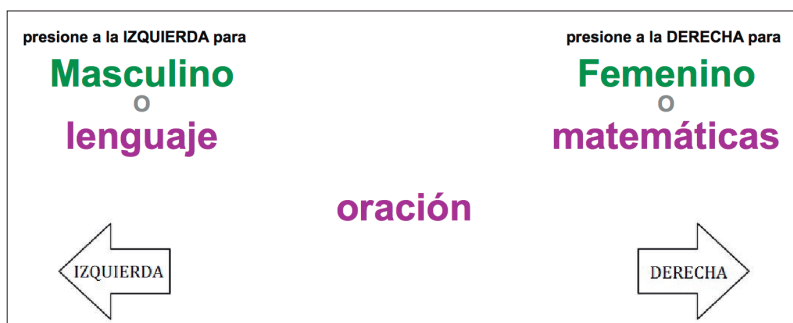 presione a la IZQUIERDA para
Masculino
O
lenguaje
presione a la DERECHA para
Femenino
O
matemáticas
oración
IZQUIERDA
DERECHA